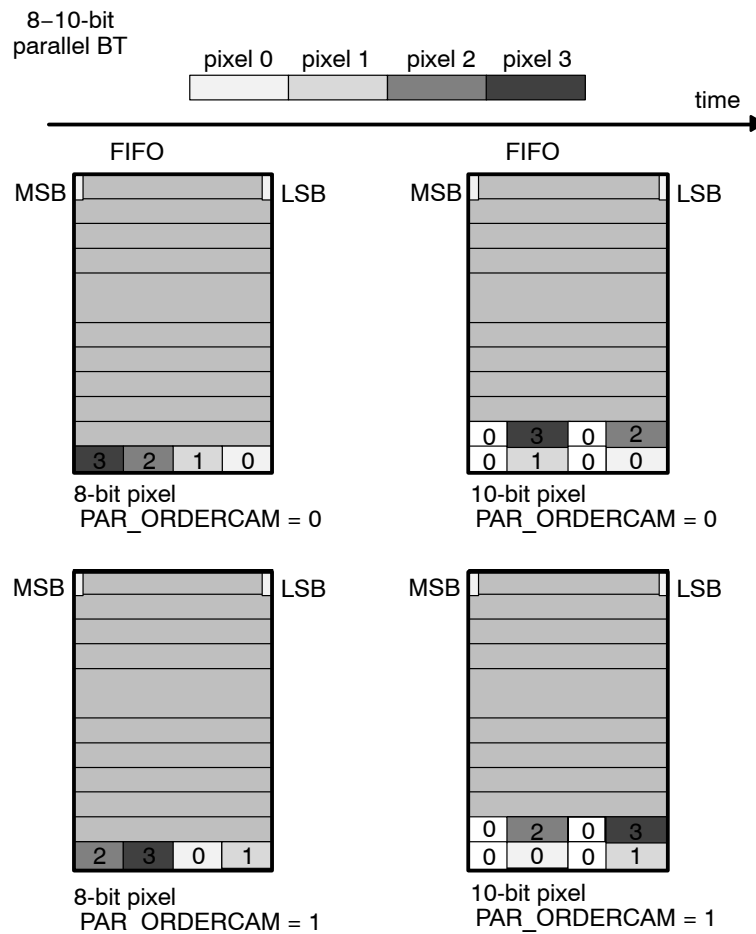 8–10-bit
parallel BT
pixel 0 pixel 1 pixel 2 pixel 3
time
FIFO FIFO
MSB LSB MSB LSB
0 3 0 2
3 2 1 0 0 1 0 0
8-bit pixel 10-bit pixel
PAR_ORDERCAM = 0 PAR_ORDERCAM = 0
MSB LSB MSB LSB
0 2 0 3
2 3 0 1 0 0 0 1
8-bit pixel 10-bit pixel
PAR_ORDERCAM = 1 PAR_ORDERCAM = 1